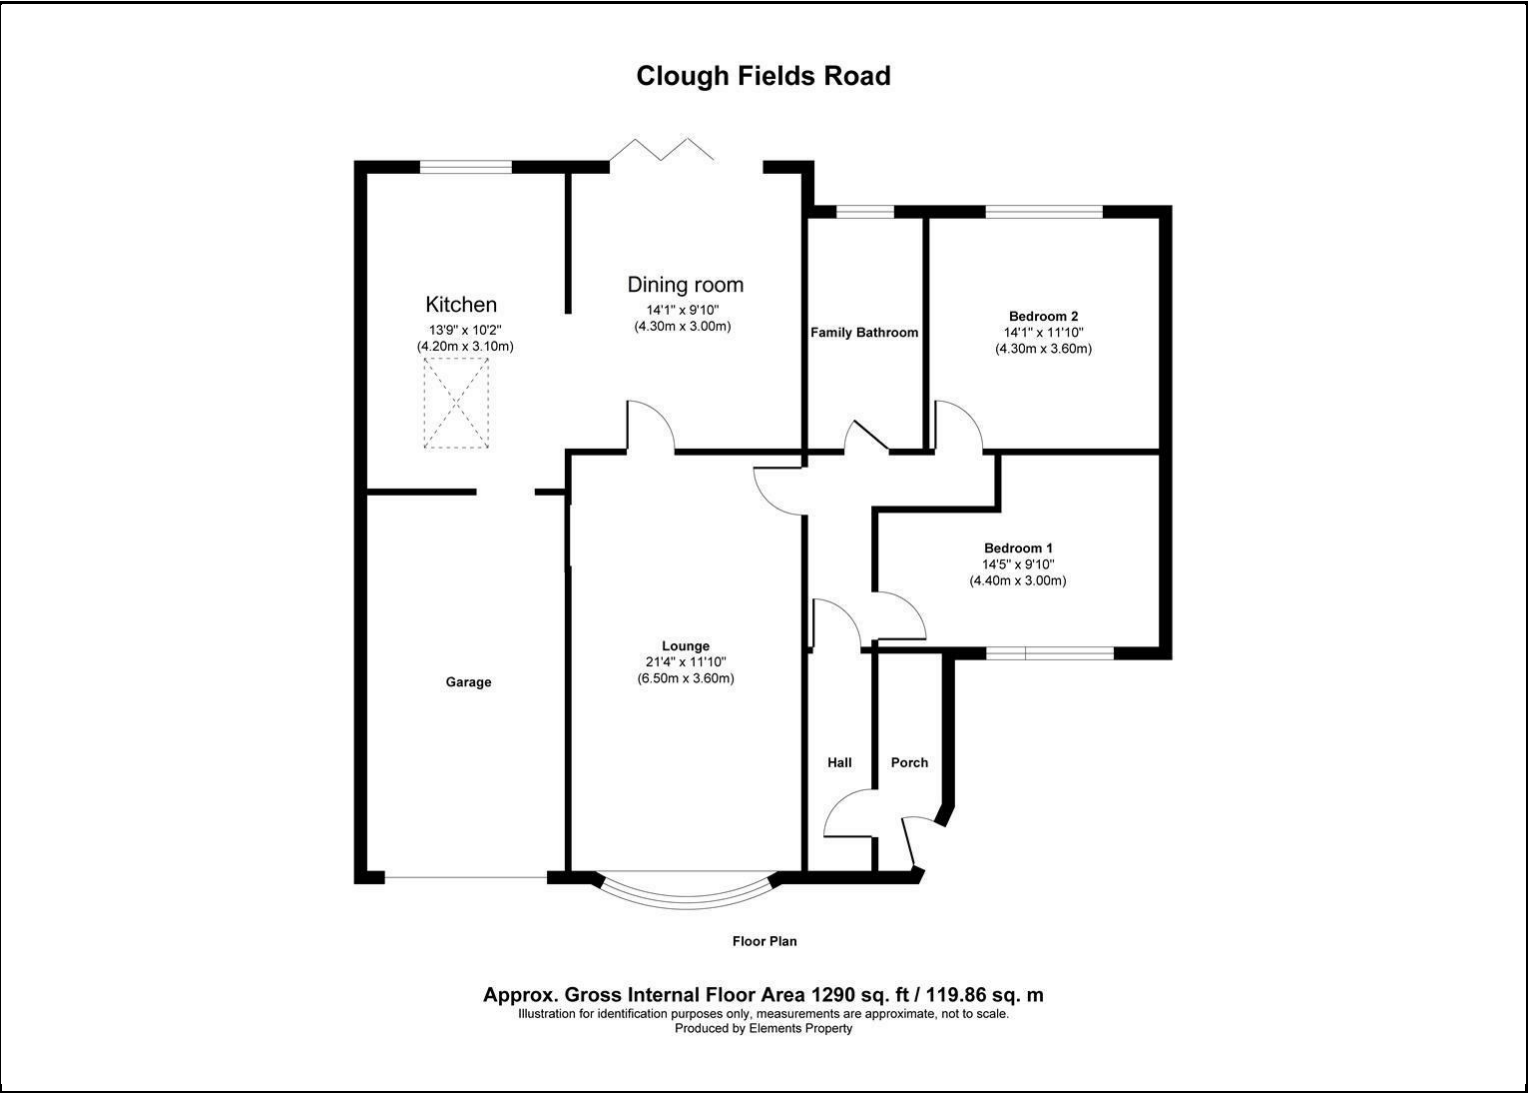 Clough Fields Road
Kitchen
13'9" x 10'2"
(4.20m x 3.10m)
Dining room
14'1" x 9'10"
(4.30m x 3.00m)
Family Bathroom
Bedroom 2
14'1" x 11'10"
(4.30m x 3.60m)
Bedroom 1
14'5" x 9'10"
(4.40m x 3.00m)
Lounge
21'4" x 11'10"
(6.50m x 3.60m)
Garage
Hall
Porch
Floor Plan
Approx. Gross Internal Floor Area 1290 sq. ft / 119.86 sq. m
Illustration for identification purposes only, measurements are approximate, not to scale.
Produced by Elements Property